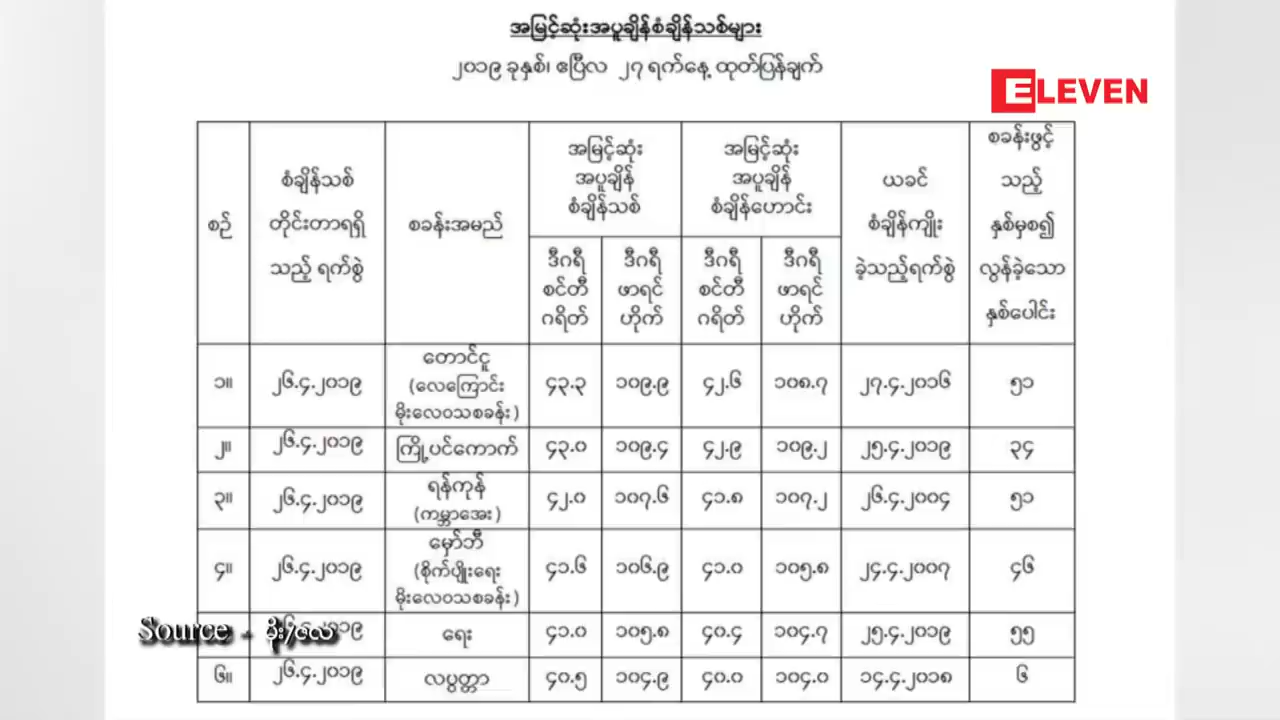 အမြင့်ဆုံးအပူချိန်စံချိန်သစ်များ
၂၀၁၉ ခုနှစ်၊ ဧပြီလ ၂၇ ရက်နေ့ ထုတ်ပြန်ချက်
ELEVEN
စဉ်
စံချိန်သစ်
တိုင်းတာရရှိ
သည့် ရက်စွဲ
စခန်းအမည်
အမြင့်ဆုံး
အပူချိန်
စံချိန်သစ်
အမြင့်ဆုံး
အပူချိန်
စံချိန်ဟောင်း
ယခင်
စံချိန်ကျိုး
ခဲ့သည့်ရက်စွဲ
စခန်းဖွင့်
သည့်
နှစ်မှစ၍
လွန်ခဲ့သော
နှစ်ပေါင်း
ဒီဂရီ
စင်တီ
ဂရိတ်
ဒီဂရီ
ဖာရင်
ဟိုက်
ဒီဂရီ
စင်တီ
ဂရိတ်
ဒီဂရီ
ဖာရင်
ဟိုက်
၁။ ၂၆.၄.၂၀၁၉ တောင်ငူ
(လေကြောင်း
မိုးလေဝသစခန်း)
၄၃.၃ ၁၀၉.၉ ၄၂.၆ ၁၀၈.၇ ၂၇.၄.၂၀၁၆ ၅၁
၂။ ၂၆.၄.၂၀၁၉ ကြို့ပင်ကောက် ၄၃.၀ ၁၀၉.၄ ၄၂.၉ ၁၀၉.၂ ၂၅.၄.၂၀၁၉ ၃၄
၃။ ၂၆.၄.၂၀၁၉ ရန်ကုန်
(ကမ္ဘာအေး)
၄၂.၀ ၁၀၇.၆ ၄၁.၈ ၁၀၇.၂ ၂၆.၄.၂၀၀၄ ၅၁
၄။ ၂၆.၄.၂၀၁၉ မှော်ဘီ
(စိုက်ပျိုးရေး
မိုးလေဝသစခန်း)
၄၁.၆ ၁၀၆.၉ ၄၁.၀ ၁၀၅.၈ ၂၄.၄.၂၀၀၇ ၄၆
၂၆.၄.၂၀၁၉ ရေး ၄၁.၀ ၁၀၅.၈ ၄၀.၄ ၁၀၄.၇ ၂၅.၄.၂၀၁၉ ၅၅
၆။ ၂၆.၄.၂၀၁၉ လပွတ္တာ ၄၀.၅ ၁၀၄.၉ ၄၀.၀ ၁၀၄.၀ ၁၄.၄.၂၀၁၈ ၆
Source - မိုး/လေ